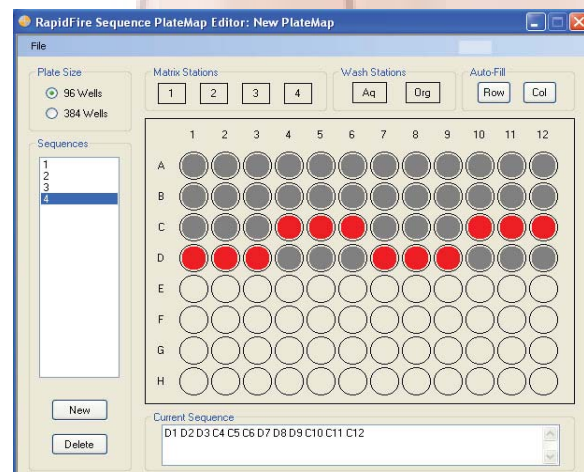 RapidFire Sequence PlateMap Editor: New PlateMap
File
Plate Size
96 Wells
384 Wells
Matrix Stations
1 2 3 4
Wash Stations
Aq Org
Auto-Fill
Row Col
Sequences
1
2
3
4
1 2 3 4 5 6 7 8 9 10 11 12
A
B
C
D
E
F
G
H
New
Delete
Current Sequence
D1 D2 D3 C4 C5 C6 D7 D8 D9 C10 C11 C12